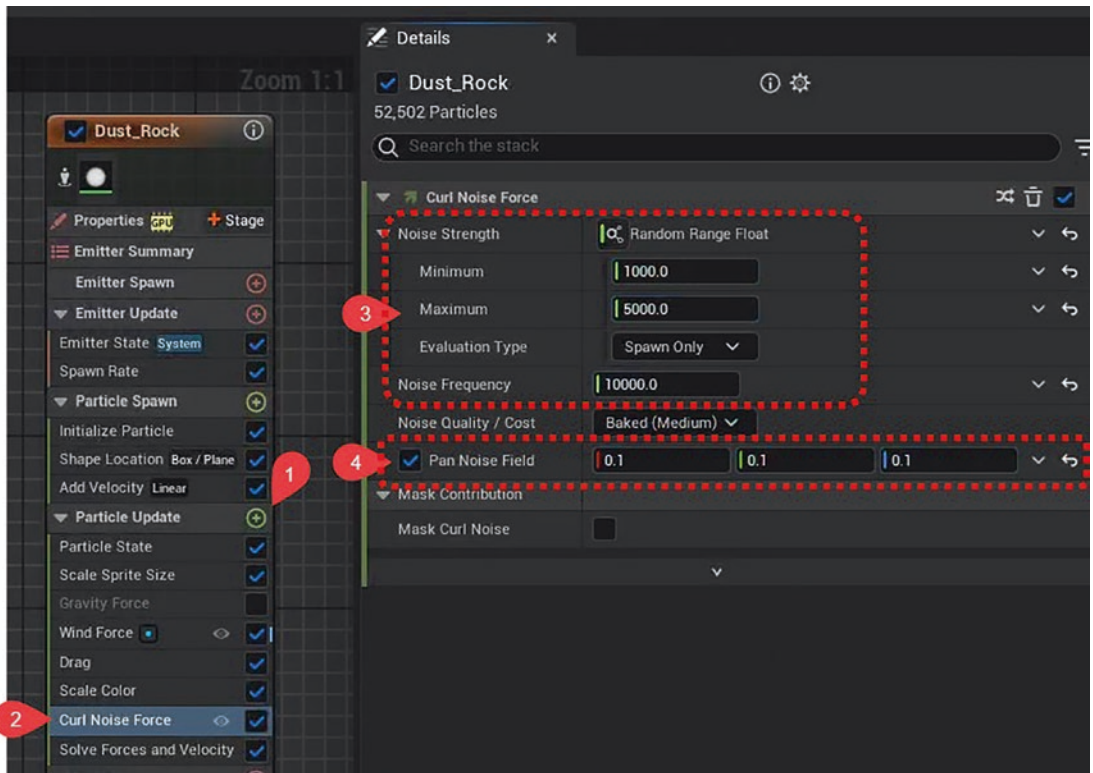 Details
Zoom 1:1
Dust_Rock
52,502 Particles
Search the stack
Dust_Rock
Properties GPU Stage
Emitter Summary
Emitter Spawn
Emitter Update
Emitter State System
Spawn Rate
Particle Spawn
Initialize Particle
Shape Location Box / Plane
Add Velocity Linear
1
Particle Update
Particle State
Scale Sprite Size
Gravity Force
Wind Force
Drag
Scale Color
2 Curl Noise Force
Solve Forces and Velocity
Curl Noise Force
Noise Strength Random Range Float
Minimum 1000.0
3 Maximum 5000.0
Evaluation Type Spawn Only
Noise Frequency 10000.0
Noise Quality / Cost Baked (Medium)
4 Pan Noise Field 0.1 0.1 0.1
Mask Contribution
Mask Curl Noise